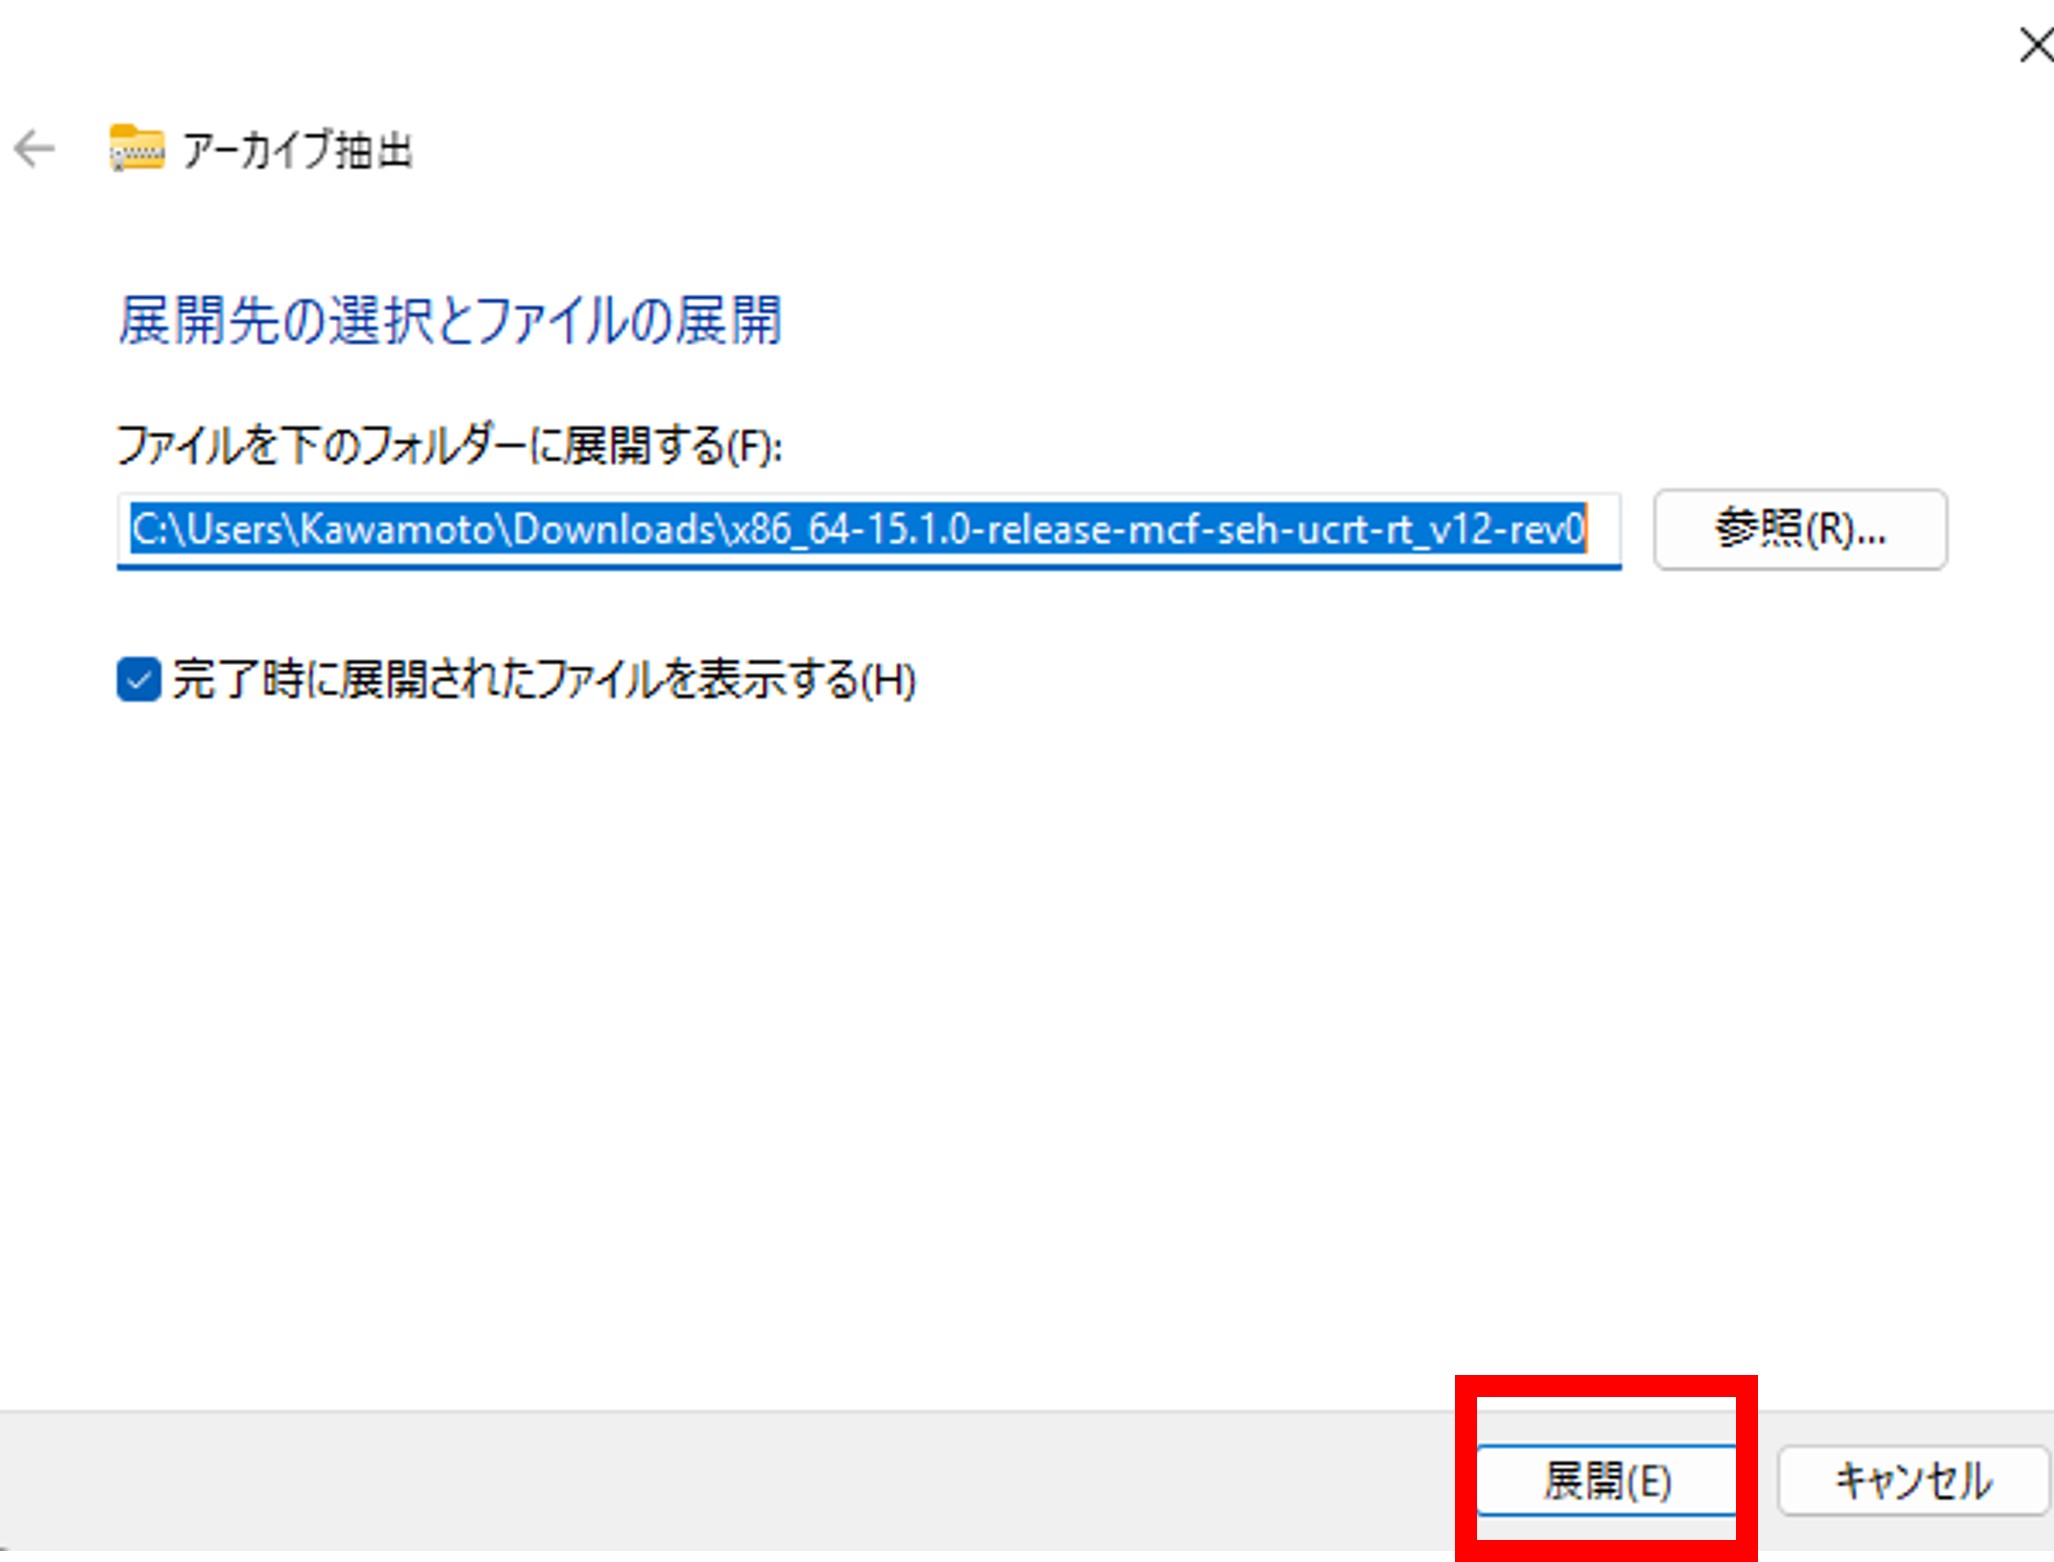 アーカイブ抽出
展開先の選択とファイルの展開
ファイルを下のフォルダーに展開する(F):
C:\Users\Kawamoto\Downloads\x86_64-15.1.0-release-mcf-seh-ucrt-rt_v12-rev0
参照(R)...
完了時に展開されたファイルを表示する(H)
展開(E)
キャンセル